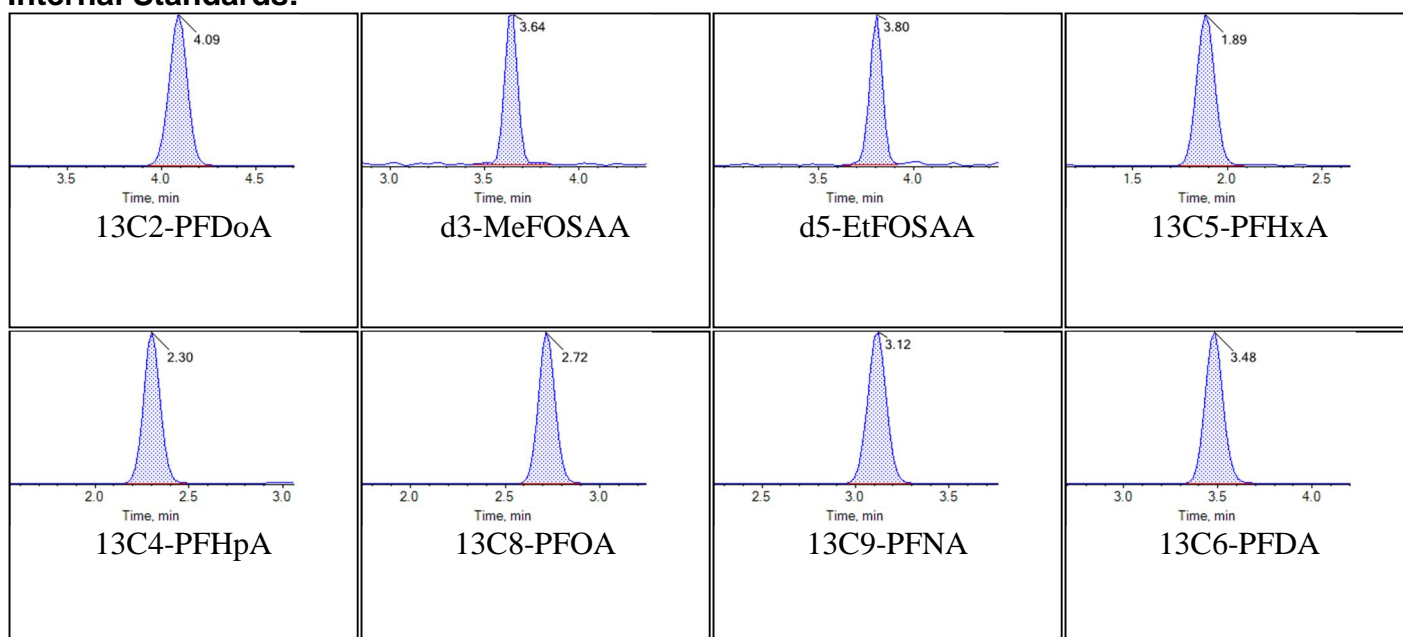 Internal Standards:
4.09
3.5 4.0 4.5
Time, min
13C2-PFDoA
3.64
3.0 3.5 4.0
Time, min
d3-MeFOSAA
3.80
3.5 4.0
Time, min
d5-EtFOSAA
1.89
1.5 2.0 2.5
Time, min
13C5-PFHxA
2.30
2.0 2.5 3.0
Time, min
13C4-PFHpA
2.72
2.0 2.5 3.0
Time, min
13C8-PFOA
3.12
2.5 3.0 3.5
Time, min
13C9-PFNA
3.48
3.0 3.5 4.0
Time, min
13C6-PFDA